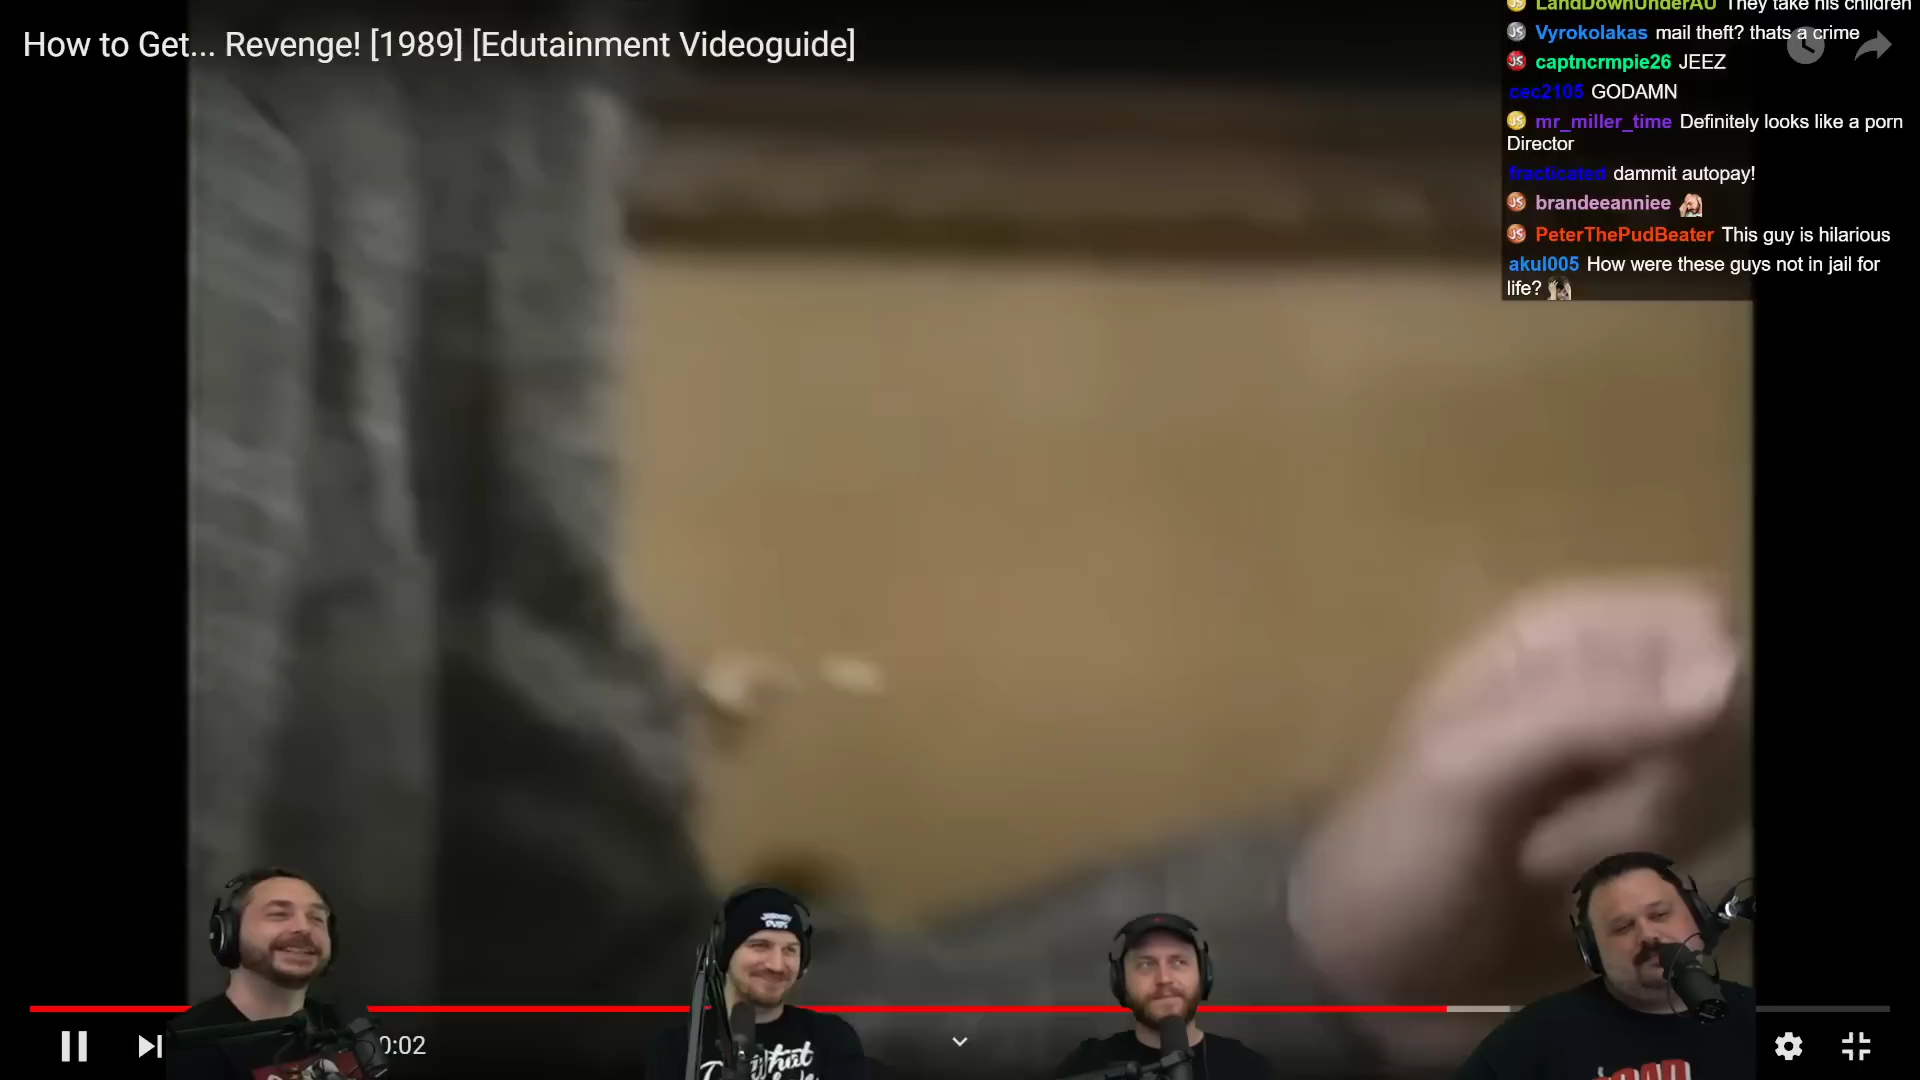 How to Get... Revenge! [1989] [Edutainment Videoguide]
LandDownUnderAU They take his children
Vyrokolakas mail theft? thats a crime
captncrmpie26 JEEZ
cec2105 GODAMN
mr_miller_time Definitely looks like a porn
Director
fracticated dammit autopay!
brandeeanniee
PeterThePudBeater This guy is hilarious
akul005 How were these guys not in jail for
life?
0:02